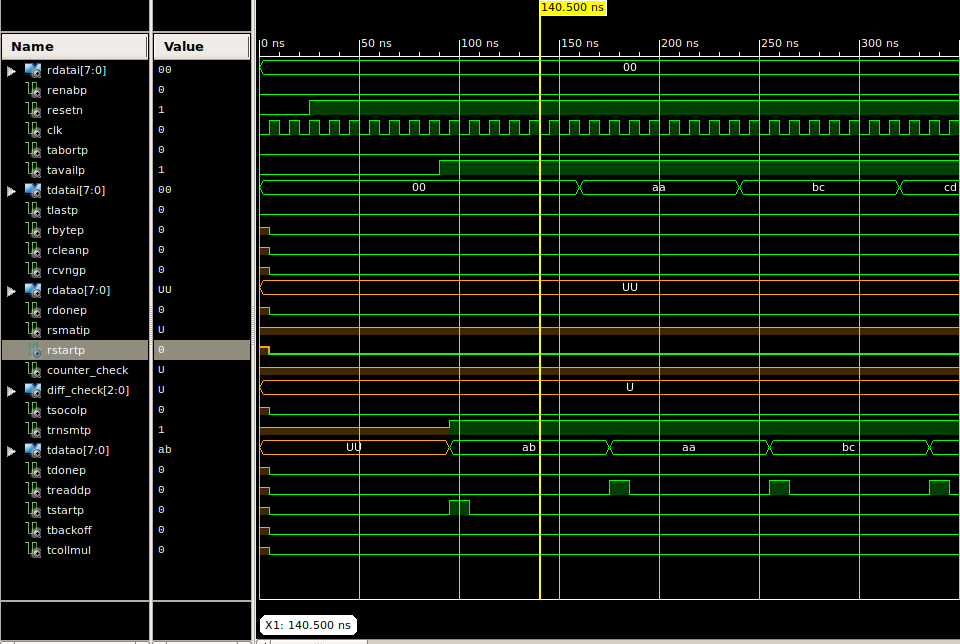 140.500 ns
Name Value 0 ns 50 ns 100 ns 150 ns 200 ns 250 ns 300 ns
rdatai[7:0] 00 00
renabp 0
resetn 1
clk 0
tabortp 0
tavailp 1
tdatai[7:0] 00 00 aa bc cd
tlastp 0
rbytep 0
rcleanp 0
rcvngp 0
rdatao[7:0] UU UU
rdonep 0
rsmatip U
rstartp 0
counter_check U
diff_check[2:0] U U
tsocolp 0
trnsmtp 1
tdatao[7:0] ab UU ab aa bc
tdonep 0
treaddp 0
tstartp 0
tbackoff 0
tcollmul 0
X1: 140.500 ns